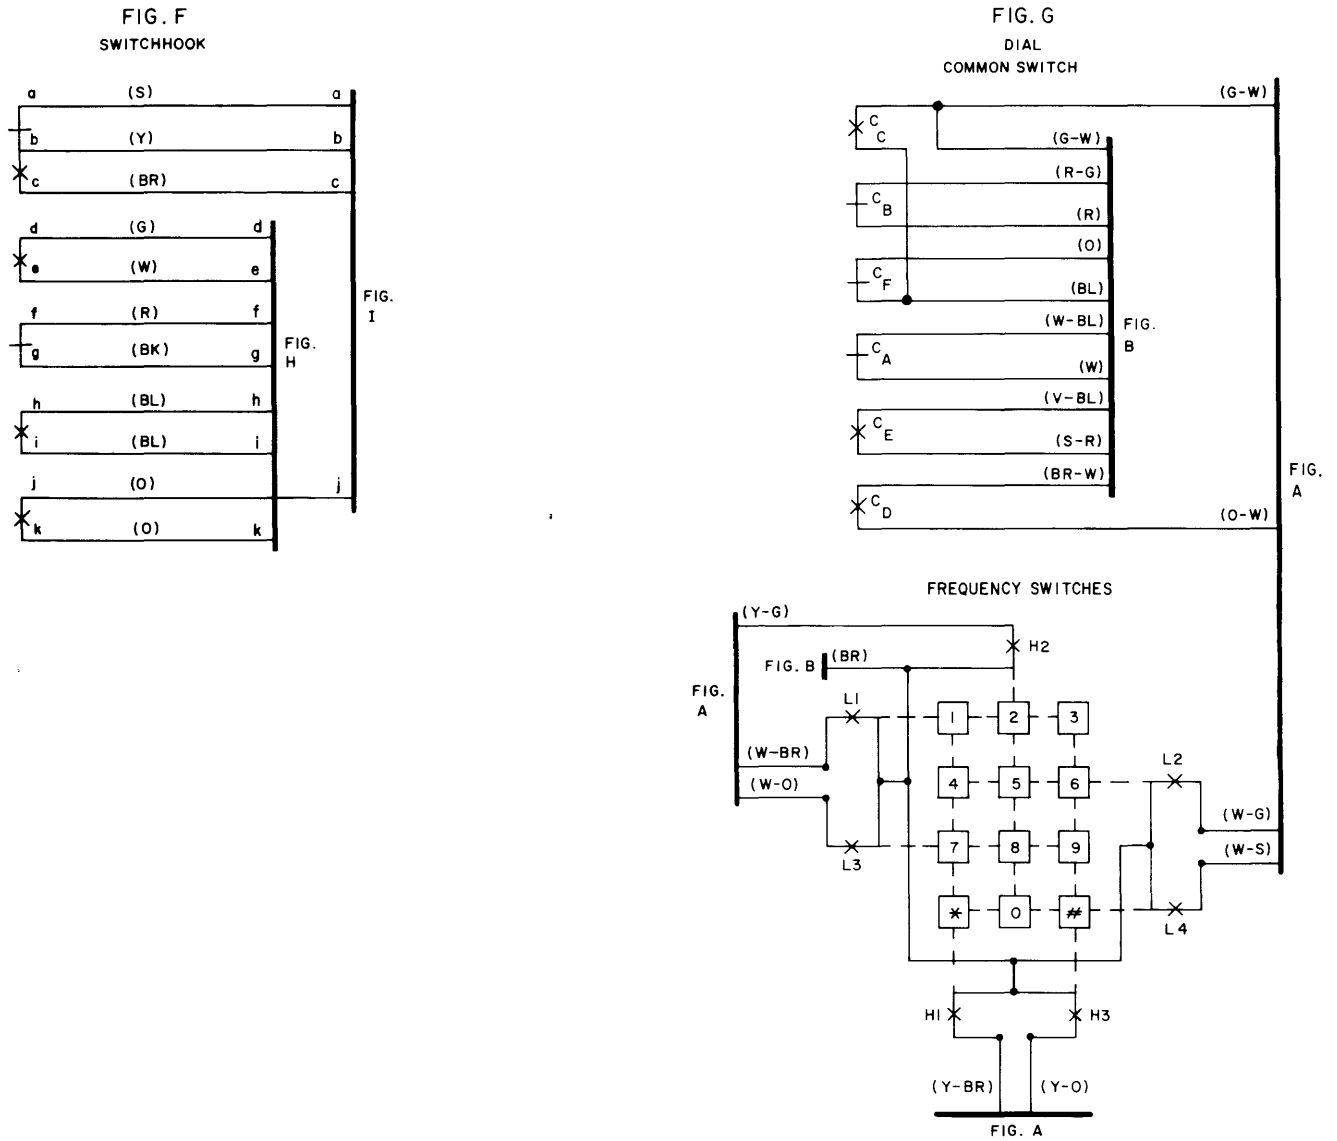 FIG. F
SWITCHHOOK
a (S) a
b (Y) b
c (BR) c
d (G) d
e (W) e
f (R) f
g (BK) g
h (BL) h
i (BL) i
j (O) j
k (O) k
FIG.
H
FIG.
I
FIG. G
DIAL
COMMON SWITCH
(G-W)
C C
(G-W)
(R-G)
C B
(R)
(O)
C F
(BL)
(W-BL)
C A
(W)
(V-BL)
C E
(S-R)
(BR-W)
C D
(O-W)
FIG.
B
FIG.
A
FREQUENCY SWITCHES
(Y-G)
H2
FIG. B (BR)
FIG.
A
L1
1 2 3
(W-BR)
(W-O)
4 5 6
L2
(W-G)
(W-S)
7 8 9
L3
* 0 #
L4
H1 H3
(Y-BR) (Y-O)
FIG. A